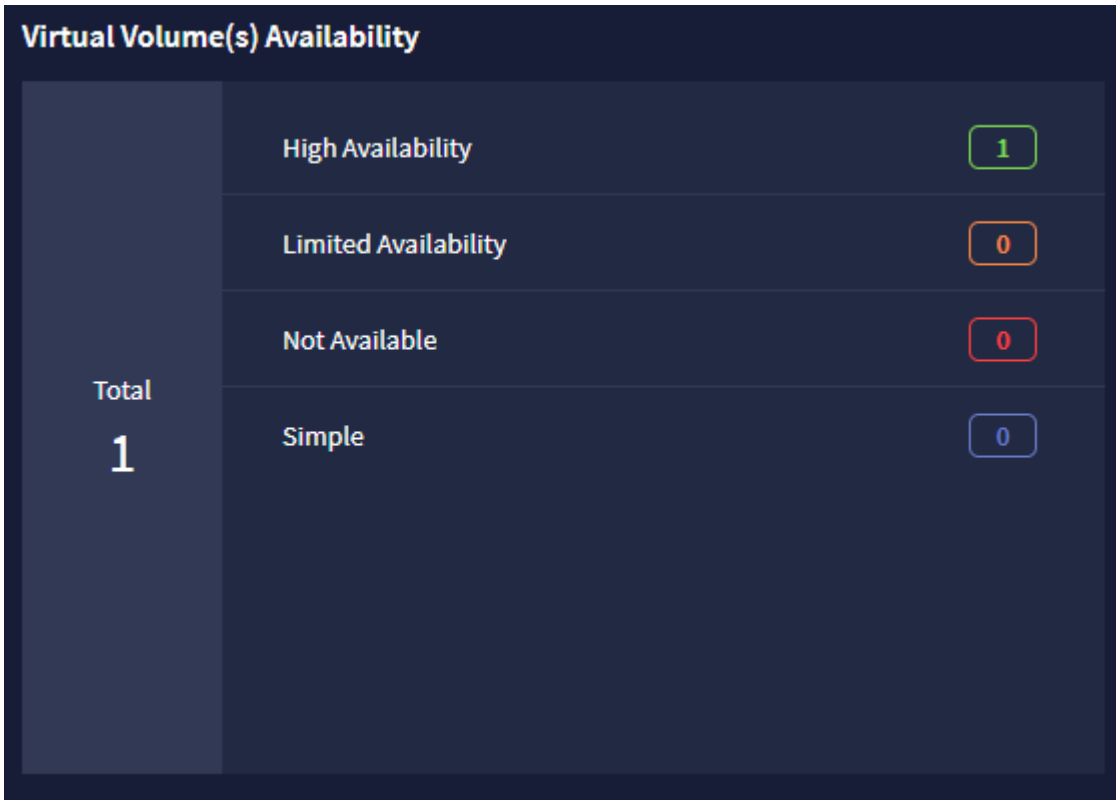 Virtual Volume(s) Availability
Total
1
High Availability 1
Limited Availability 0
Not Available 0
Simple 0